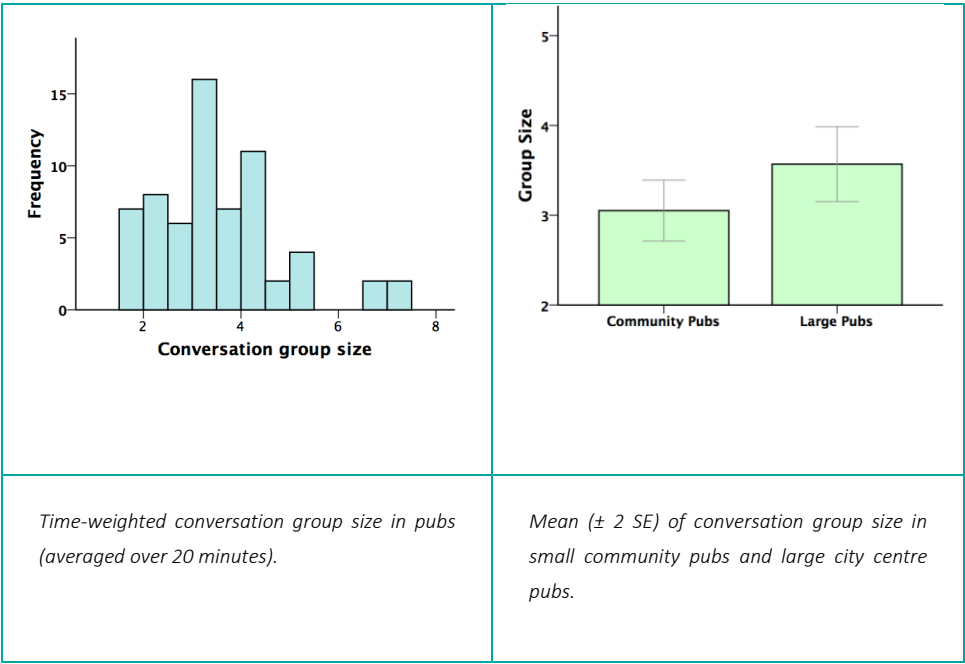 15
10
5
0
Frequency
2 4 6 8
Conversation group size
5
4
3
2
Group Size
Community Pubs Large Pubs
Time-weighted conversation group size in pubs
(averaged over 20 minutes).
Mean (± 2 SE) of conversation group size in
small community pubs and large city centre
pubs.